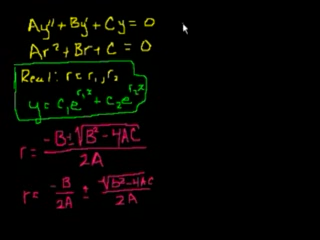 Ay'' + By' + Cy = 0
Ar² + Br + C = 0
Real: r = r₁, r₂
y = c₁e^{r₁x} + c₂e^{r₂x}
r = (-B ± √(B² - 4AC)) / 2A
r = -B/2A ± √(B² - 4AC)/2A